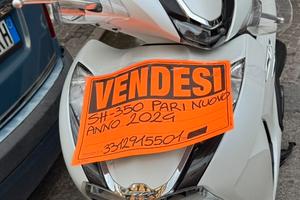 VENDESI
SH-350 PARI NUOVO
ANNO 2024
3312915501